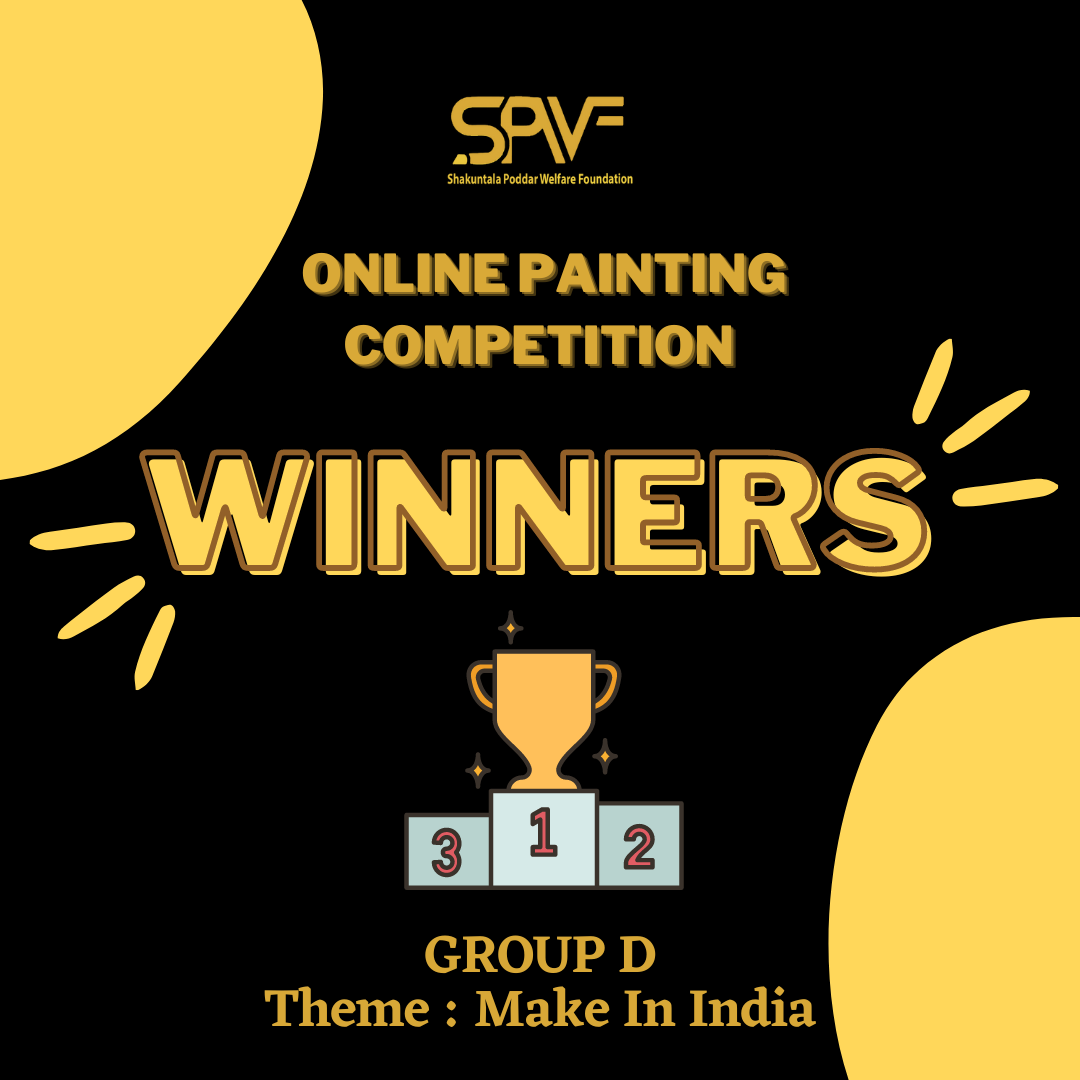 SPWF
Shakuntala Poddar Welfare Foundation
ONLINE PAINTING
COMPETITION
WINNERS
3 1 2
GROUP D
Theme : Make In India